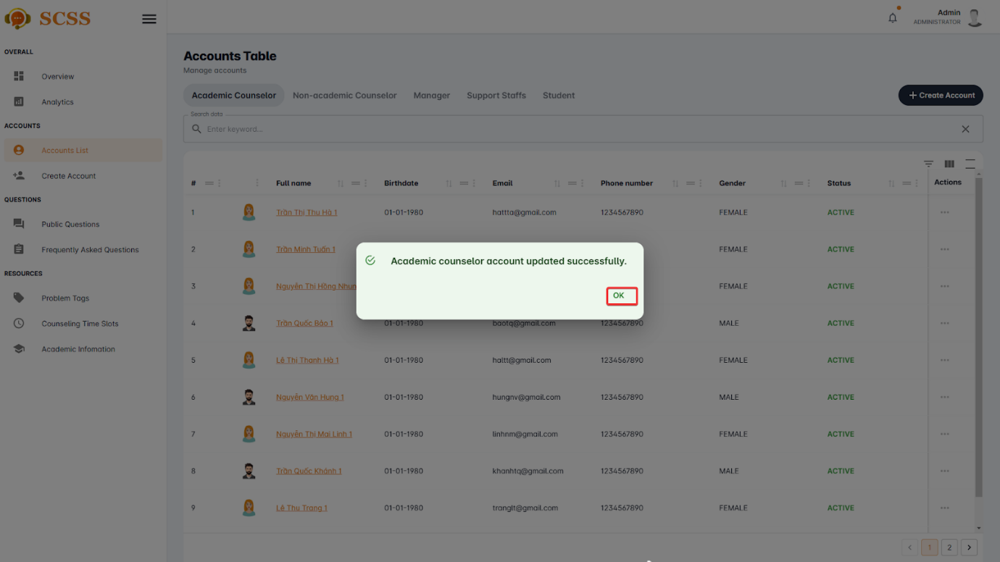 SCSS
Admin
ADMINISTRATOR
OVERALL
Overview
Analytics
ACCOUNTS
Accounts List
Create Account
QUESTIONS
Public Questions
Frequently Asked Questions
RESOURCES
Problem Tags
Counseling Time Slots
Academic Infomation
Accounts Table
Manage accounts
Academic Counselor Non-academic Counselor Manager Support Staffs Student
+ Create Account
Search data
Enter keyword...
# Full name Birthdate Email Phone number Gender Status Actions
1 Trần Thị Thu Hà 1 01-01-1980 hattta@gmail.com 1234567890 FEMALE ACTIVE ...
2 Trần Minh Tuấn 1 FEMALE ACTIVE ...
3 Nguyễn Thị Hồng Nhun FEMALE ACTIVE ...
Academic counselor account updated successfully.
OK
4 Trần Quốc Bảo 1 01-01-1980 baotq@gmail.com 1234567890 MALE ACTIVE ...
5 Lê Thị Thanh Hà 1 01-01-1980 haltt@gmail.com 1234567890 FEMALE ACTIVE ...
6 Nguyễn Văn Hung 1 01-01-1980 hungnv@gmail.com 1234567890 MALE ACTIVE ...
7 Nguyễn Thị Mai Linh 1 01-01-1980 linhnm@gmail.com 1234567890 FEMALE ACTIVE ...
8 Trần Quốc Khánh 1 01-01-1980 khanhtq@gmail.com 1234567890 MALE ACTIVE ...
9 Lê Thu Trang 1 01-01-1980 tranglt@gmail.com 1234567890 FEMALE ACTIVE ...
< 1 2 >